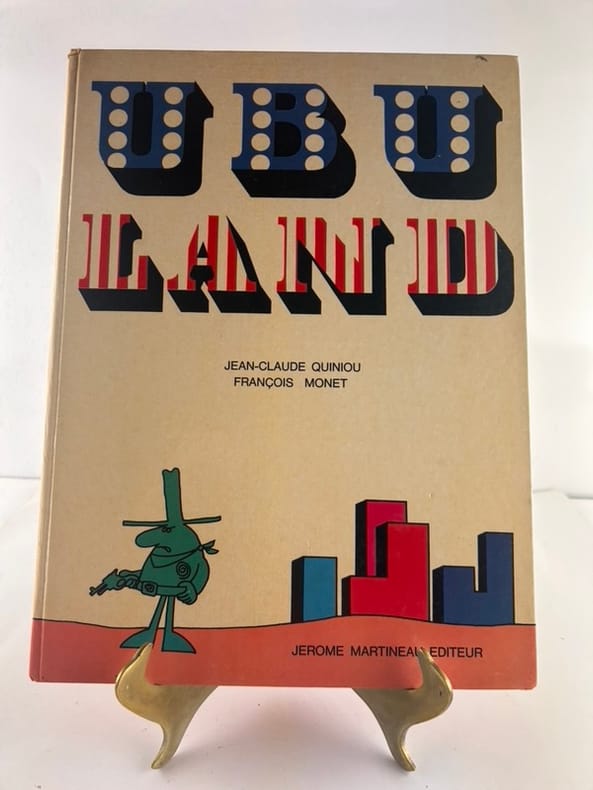 UBU
LAND
JEAN-CLAUDE QUINIOU
FRANÇOIS MONET
JEROME MARTINEAU EDITEUR